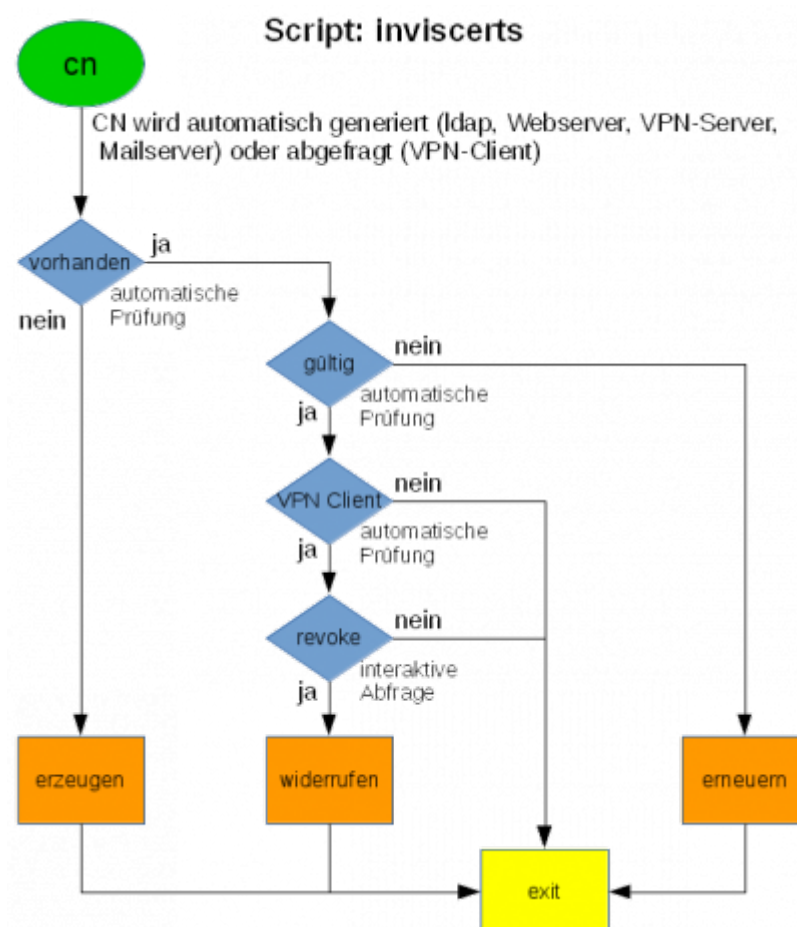 Script: inviscerts
cn
CN wird automatisch generiert (ldap, Webserver, VPN-Server,
Mailserver) oder abgefragt (VPN-Client)
ja
vorhanden
automatische
Prüfung
nein
nein
gültig
automatische
Prüfung
ja
nein
VPN Client
automatische
Prüfung
ja
nein
revoke
interaktive
Abfrage
ja
erzeugen
widerrufen
erneuern
exit